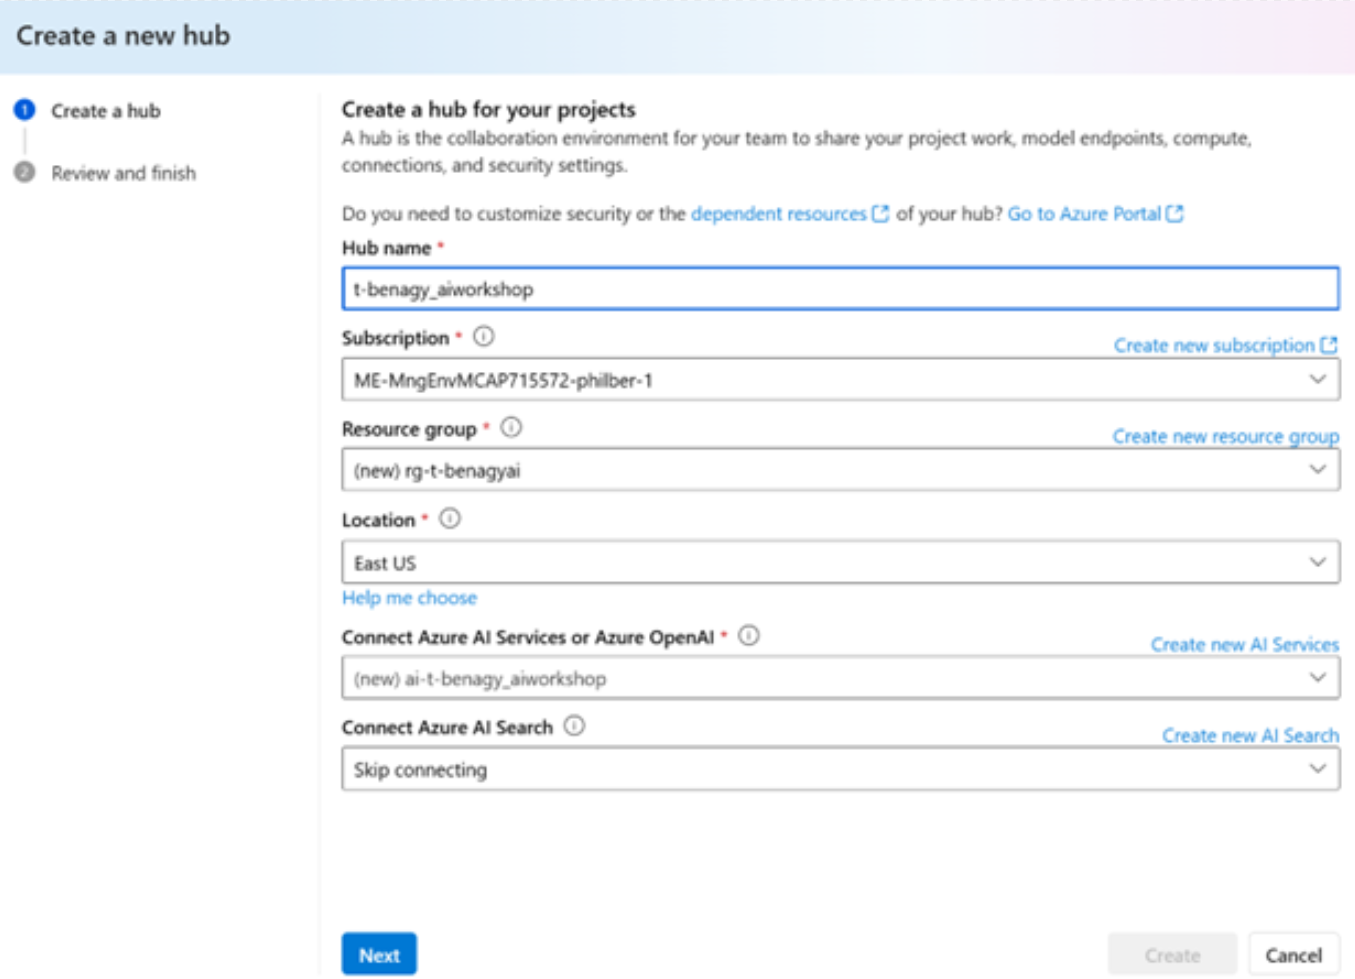 Create a new hub
1 Create a hub
2 Review and finish
Create a hub for your projects
A hub is the collaboration environment for your team to share your project work, model endpoints, compute,
connections, and security settings.
Do you need to customize security or the dependent resources of your hub? Go to Azure Portal
Hub name *
t-benagy_aiworkshop
Subscription *
Create new subscription
ME-MngEnvMCAP715572-philber-1
Resource group *
Create new resource group
(new) rg-t-benagyai
Location *
East US
Help me choose
Connect Azure AI Services or Azure OpenAI *
Create new AI Services
(new) ai-t-benagy_aiworkshop
Connect Azure AI Search
Create new AI Search
Skip connecting
Next
Create
Cancel